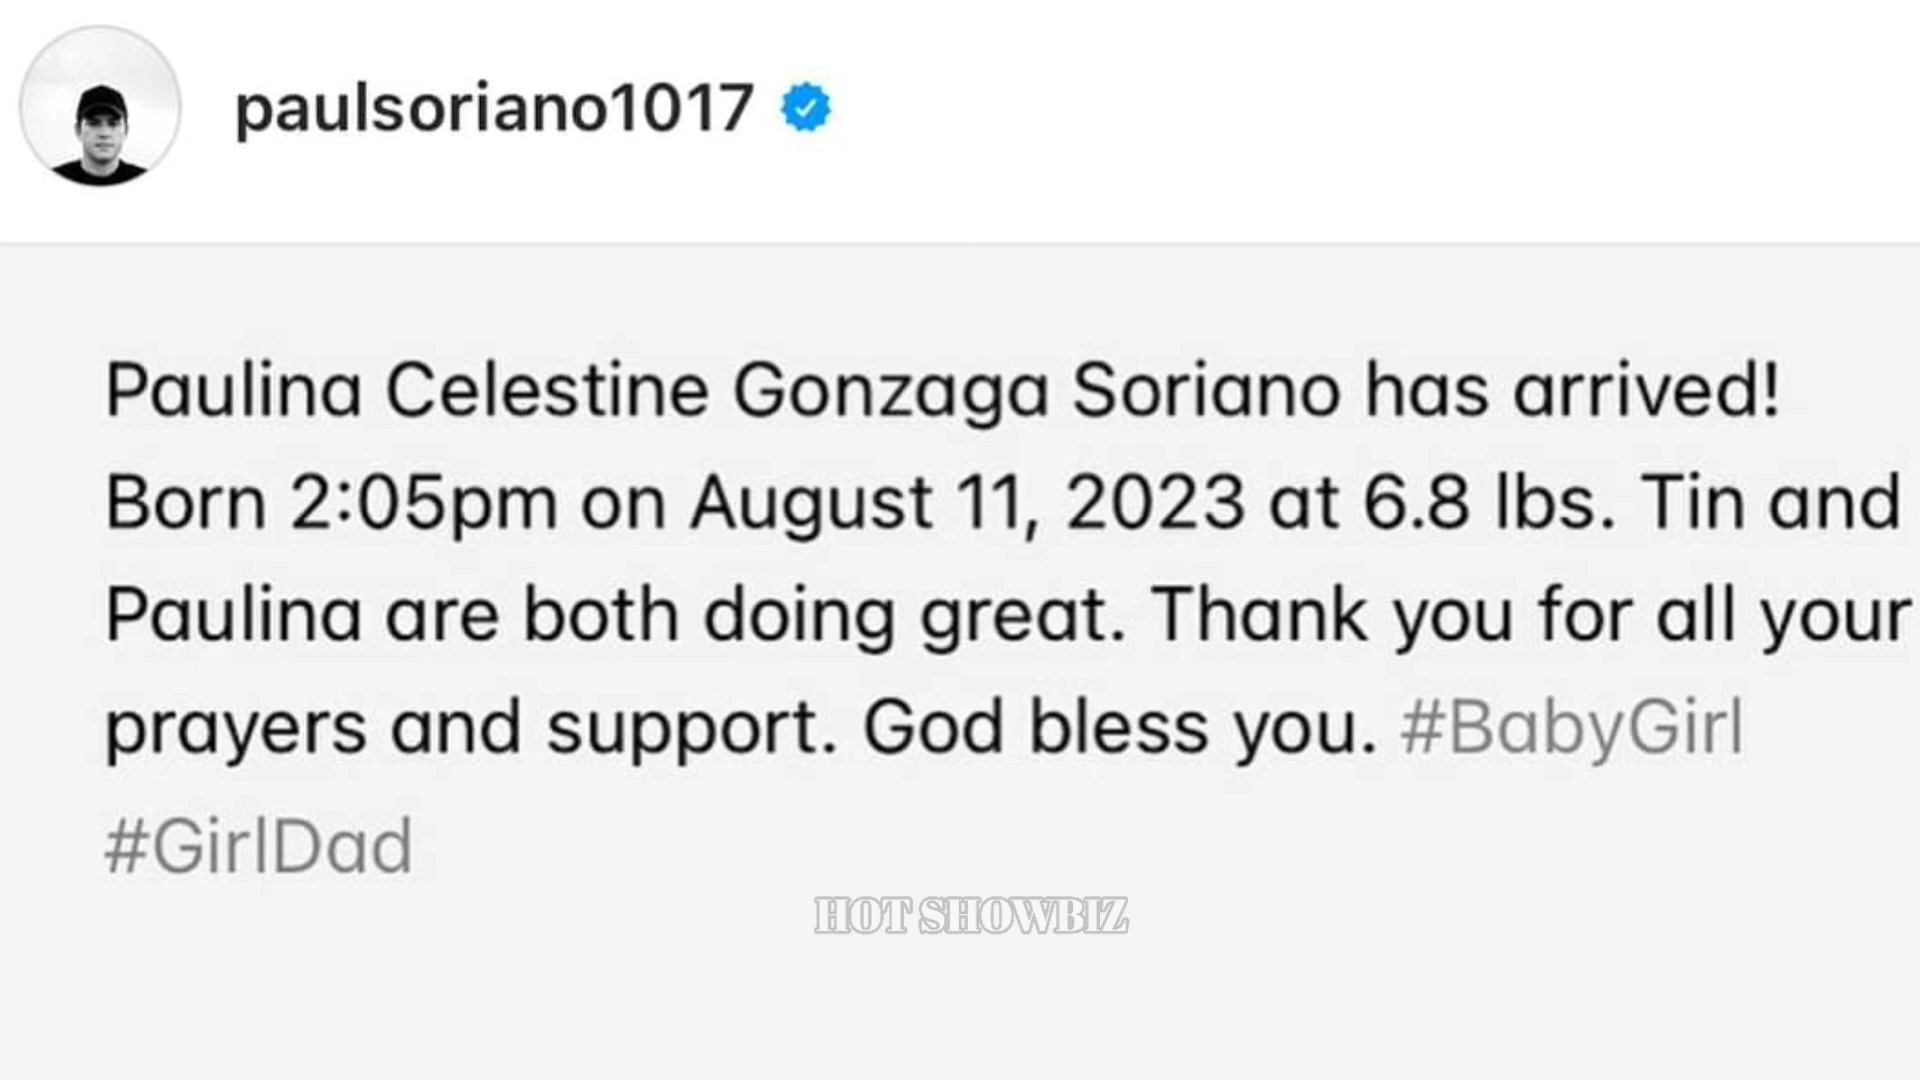 paulsoriano1017
Paulina Celestine Gonzaga Soriano has arrived!
Born 2:05pm on August 11, 2023 at 6.8 lbs. Tin and
Paulina are both doing great. Thank you for all your
prayers and support. God bless you. #BabyGirl
#GirlDad
HOT SHOWBIZ